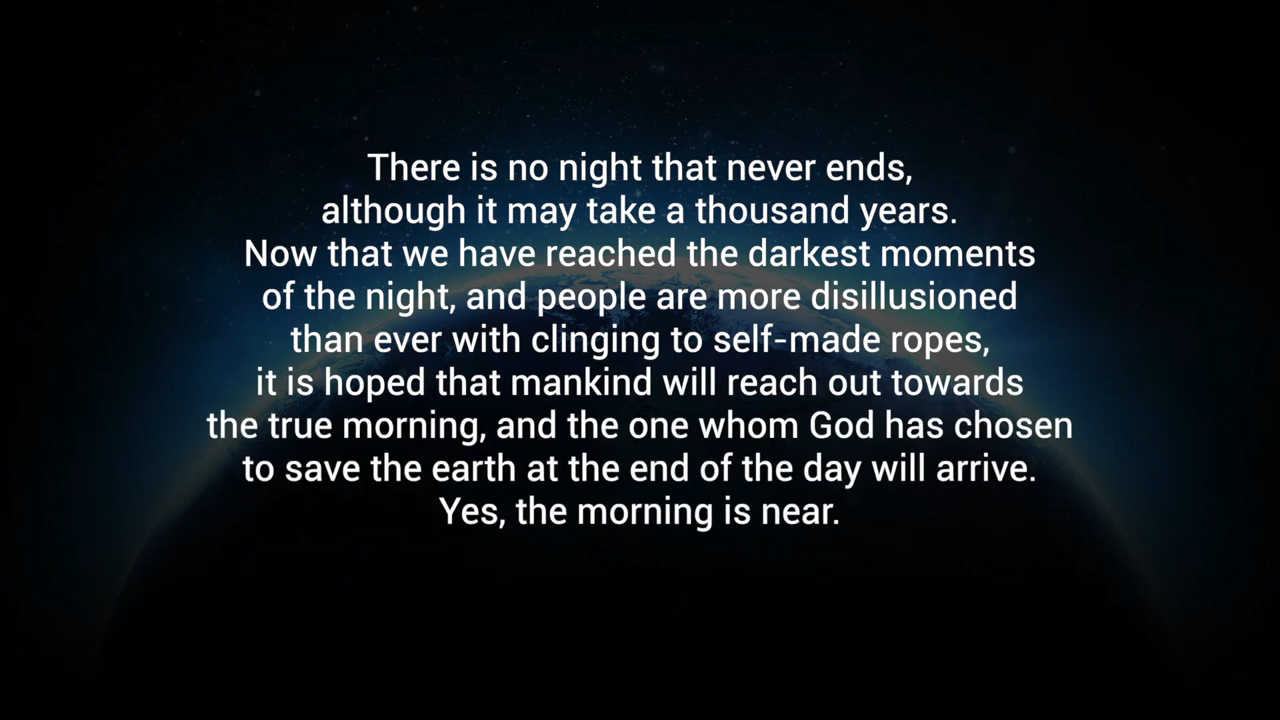 There is no night that never ends,
although it may take a thousand years.
Now that we have reached the darkest moments
of the night, and people are more disillusioned
than ever with clinging to self-made ropes,
it is hoped that mankind will reach out towards
the true morning, and the one whom God has chosen
to save the earth at the end of the day will arrive.
Yes, the morning is near.